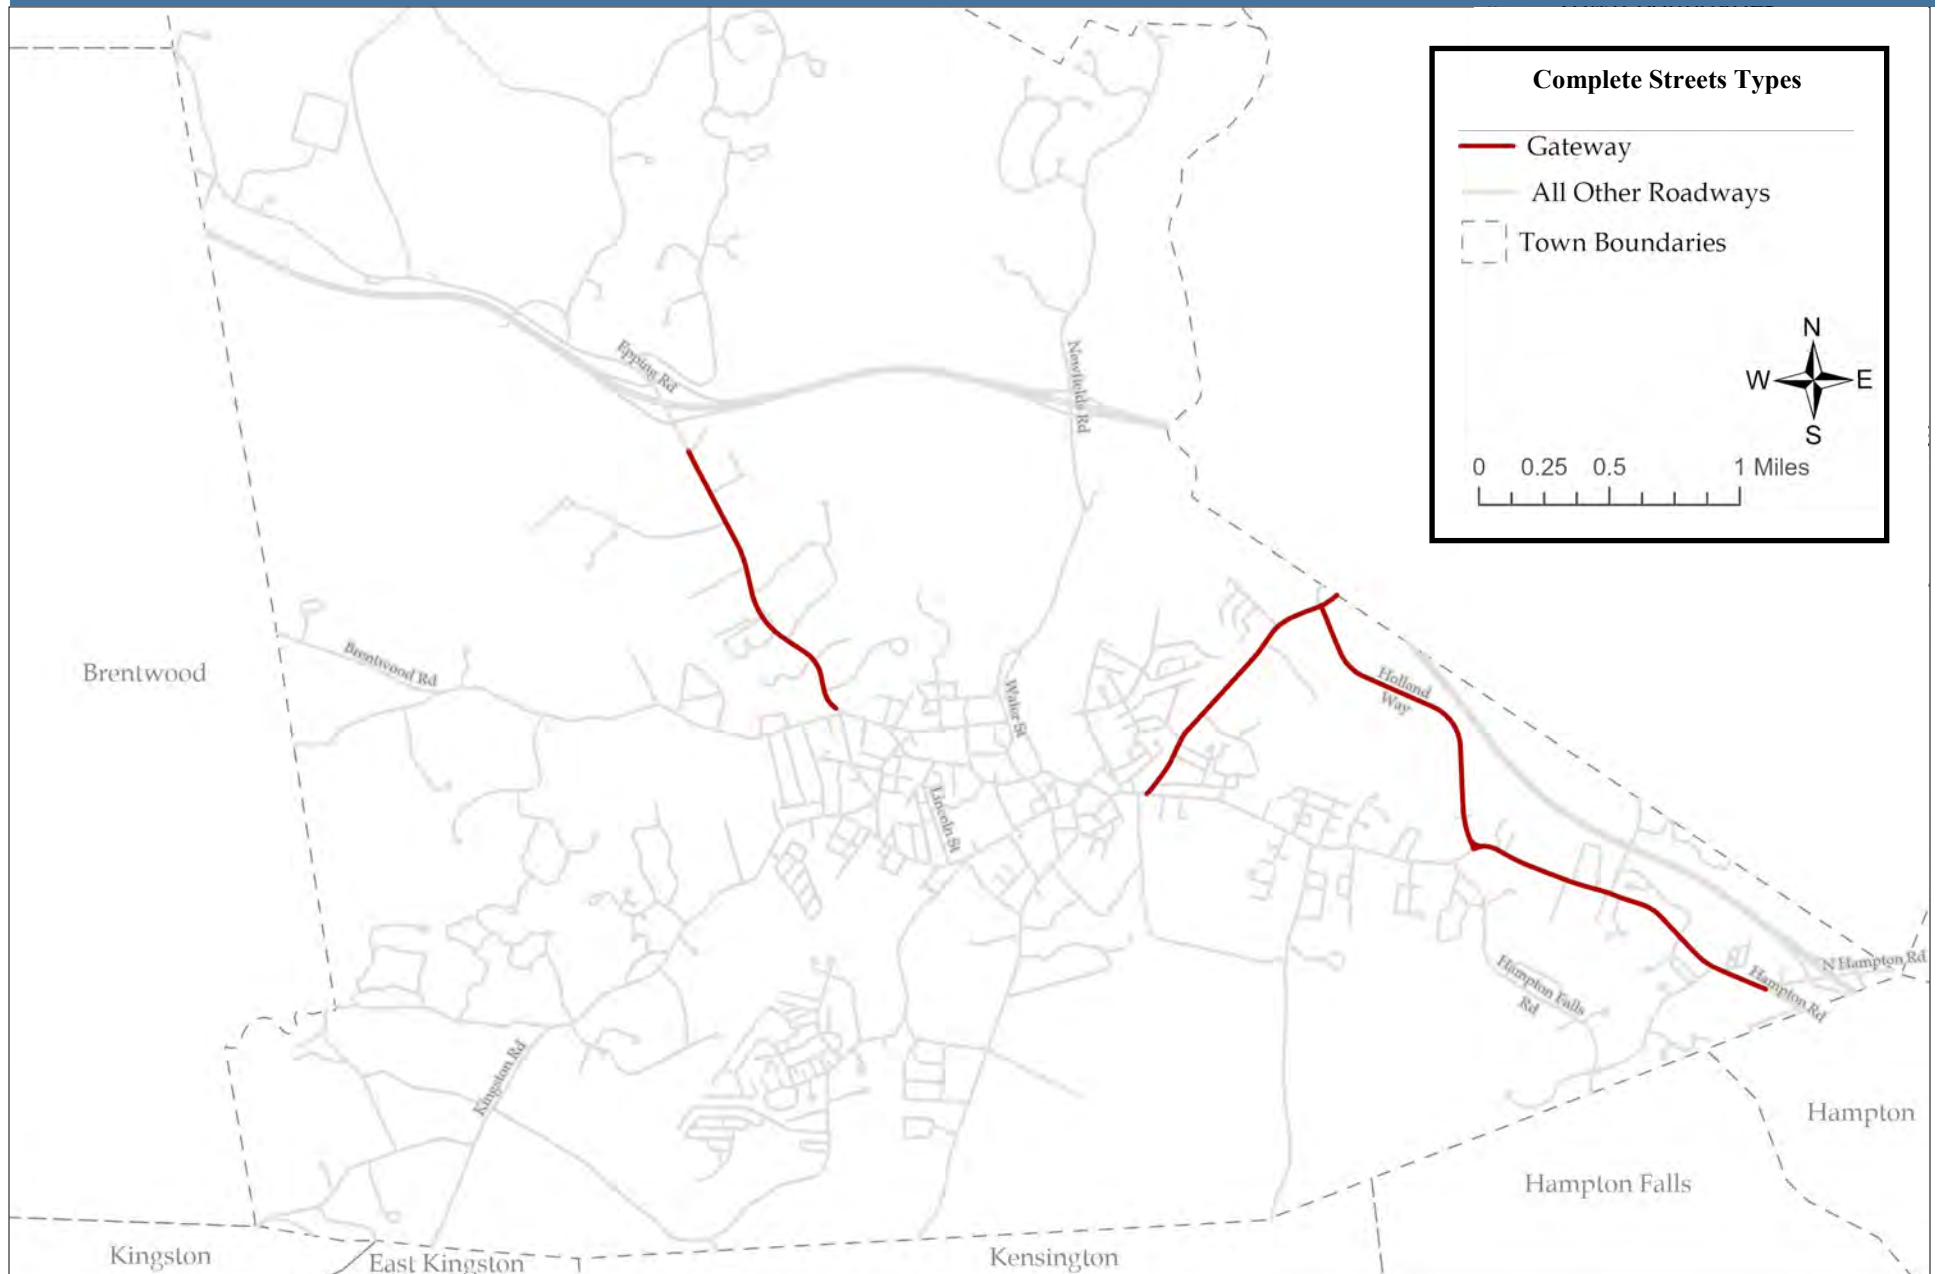 Complete Streets Types
Gateway
All Other Roadways
Town Boundaries
N
W E
S
0 0.25 0.5 1 Miles
Epping Rd
Newfields Rd
Brentwood
Brentwood Rd
Water St
Holland
Way
Lincoln St
N Hampton Rd
Hampton Rd
Hampton Falls
Rd
Kingston Rd
Hampton
Hampton Falls
Kingston
East Kingston
Kensington